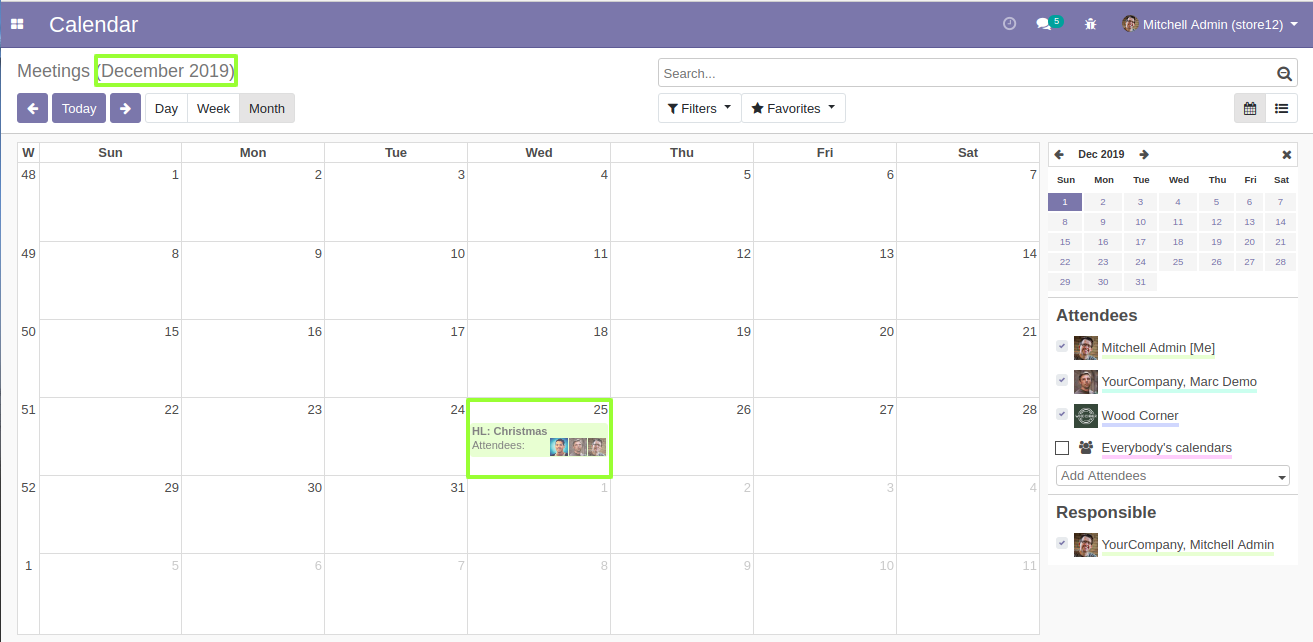 Calendar
5
Mitchell Admin (store12)
Meetings (December 2019)
Search...
Today
Day Week Month
Filters Favorites
W Sun Mon Tue Wed Thu Fri Sat
48 1 2 3 4 5 6 7
49 8 9 10 11 12 13 14
50 15 16 17 18 19 20 21
51 22 23 24 25 26 27 28
HL: Christmas
Attendees:
52 29 30 31 1 2 3 4
1 5 6 7 8 9 10 11
Dec 2019
Sun Mon Tue Wed Thu Fri Sat
1 2 3 4 5 6 7
8 9 10 11 12 13 14
15 16 17 18 19 20 21
22 23 24 25 26 27 28
29 30 31
Attendees
Mitchell Admin [Me]
YourCompany, Marc Demo
Wood Corner
Everybody's calendars
Add Attendees
Responsible
YourCompany, Mitchell Admin